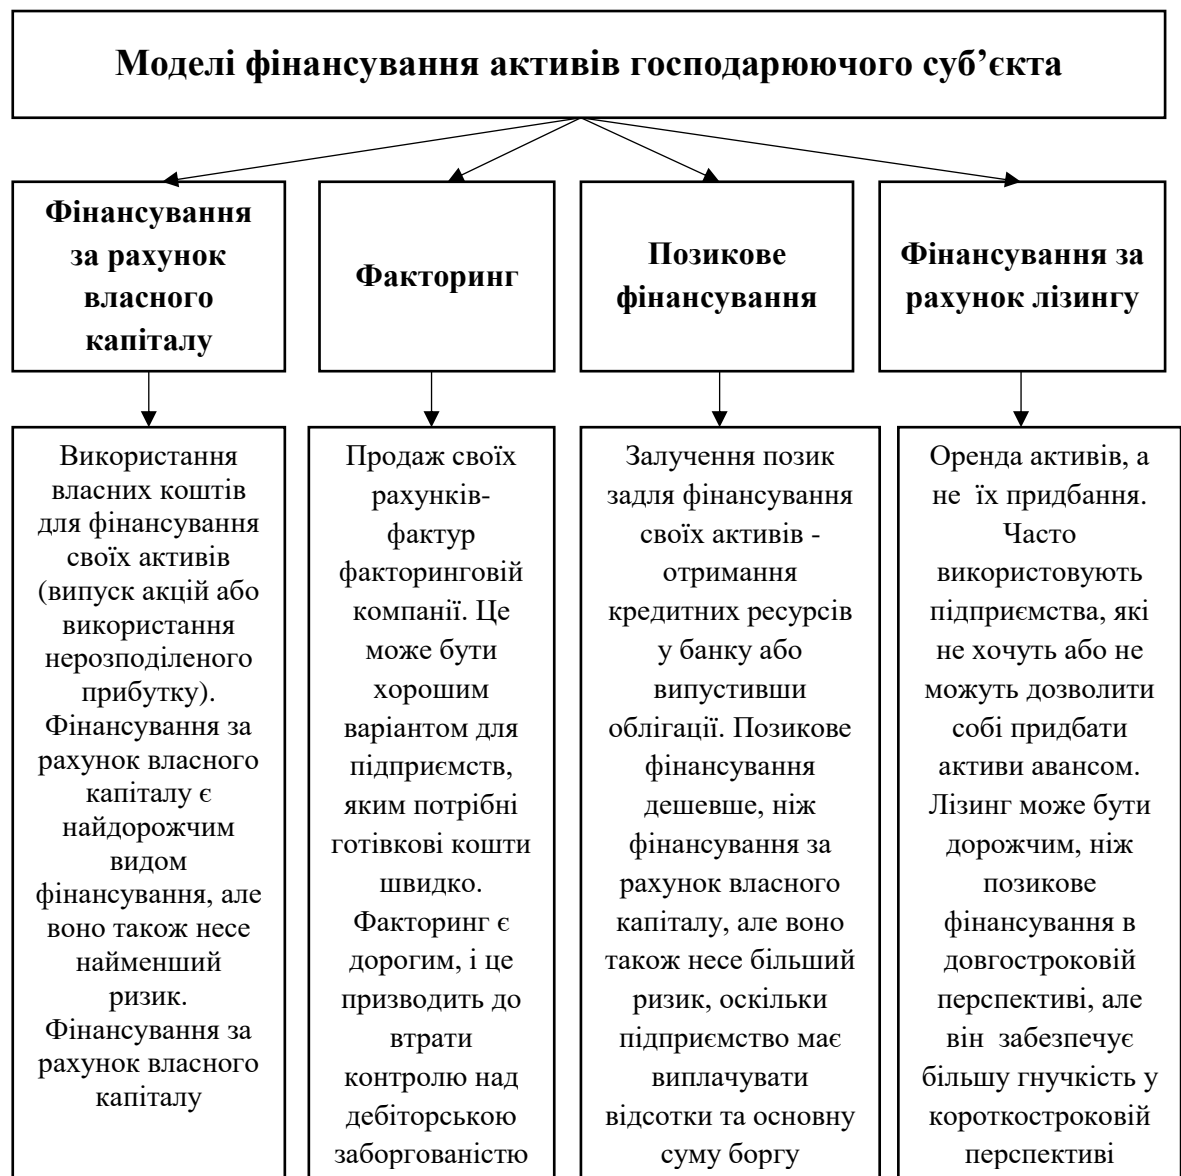 Моделі фінансування активів господарюючого суб’єкта
Фінансування
за рахунок
власного
капіталу
Факторинг
Позикове
фінансування
Фінансування за
рахунок лізингу
Використання
власних коштів
для фінансування
своїх активів
(випуск акцій або
використання
нерозподіленого
прибутку).
Фінансування за
рахунок власного
капіталу є
найдорожчим
видом
фінансування, але
воно також несе
найменший
ризик.
Фінансування за
рахунок власного
капіталу
Продаж своїх
рахунків-
фактур
факторинговій
компанії. Це
може бути
хорошим
варіантом для
підприємств,
яким потрібні
готівкові кошти
швидко.
Факторинг є
дорогим, і це
призводить до
втрати
контролю над
дебіторською
заборгованістю
Залучення позик
задля фінансування
своїх активів -
отримання
кредитних ресурсів
у банку або
випустивши
облігації. Позикове
фінансування
дешевше, ніж
фінансування за
рахунок власного
капіталу, але воно
також несе більший
ризик, оскільки
підприємство має
виплачувати
відсотки та основну
суму боргу
Оренда активів, а
не їх придбання.
Часто
використовують
підприємства, які
не хочуть або не
можуть дозволити
собі придбати
активи авансом.
Лізинг може бути
дорожчим, ніж
позикове
фінансування в
довгостроковій
перспективі, але
він забезпечує
більшу гнучкість у
короткостроковій
перспективі